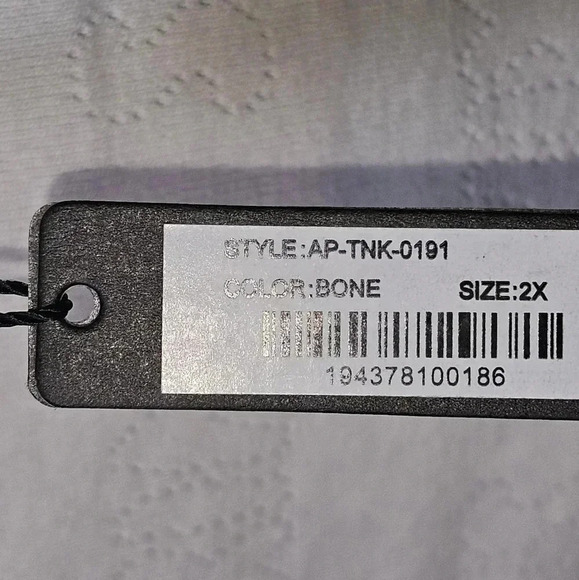 STYLE:AP-TNK-0191
COLOR:BONE SIZE:2X
194378100186